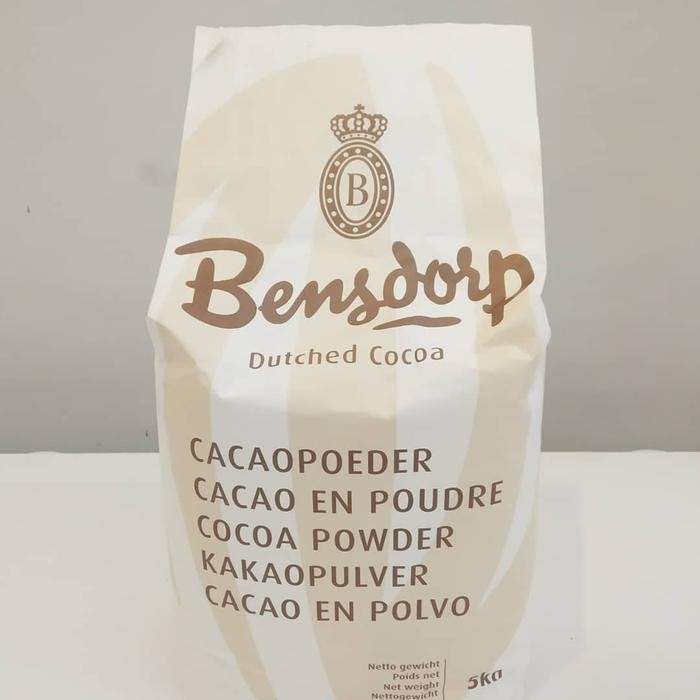 B
Bensdorp
Dutched Cocoa
CACAOPOEDER
CACAO EN POUDRE
COCOA POWDER
KAKAOPULVER
CACAO EN POLVO
Netto gewicht
Poids net
Net weight
Nettogewicht
5kg